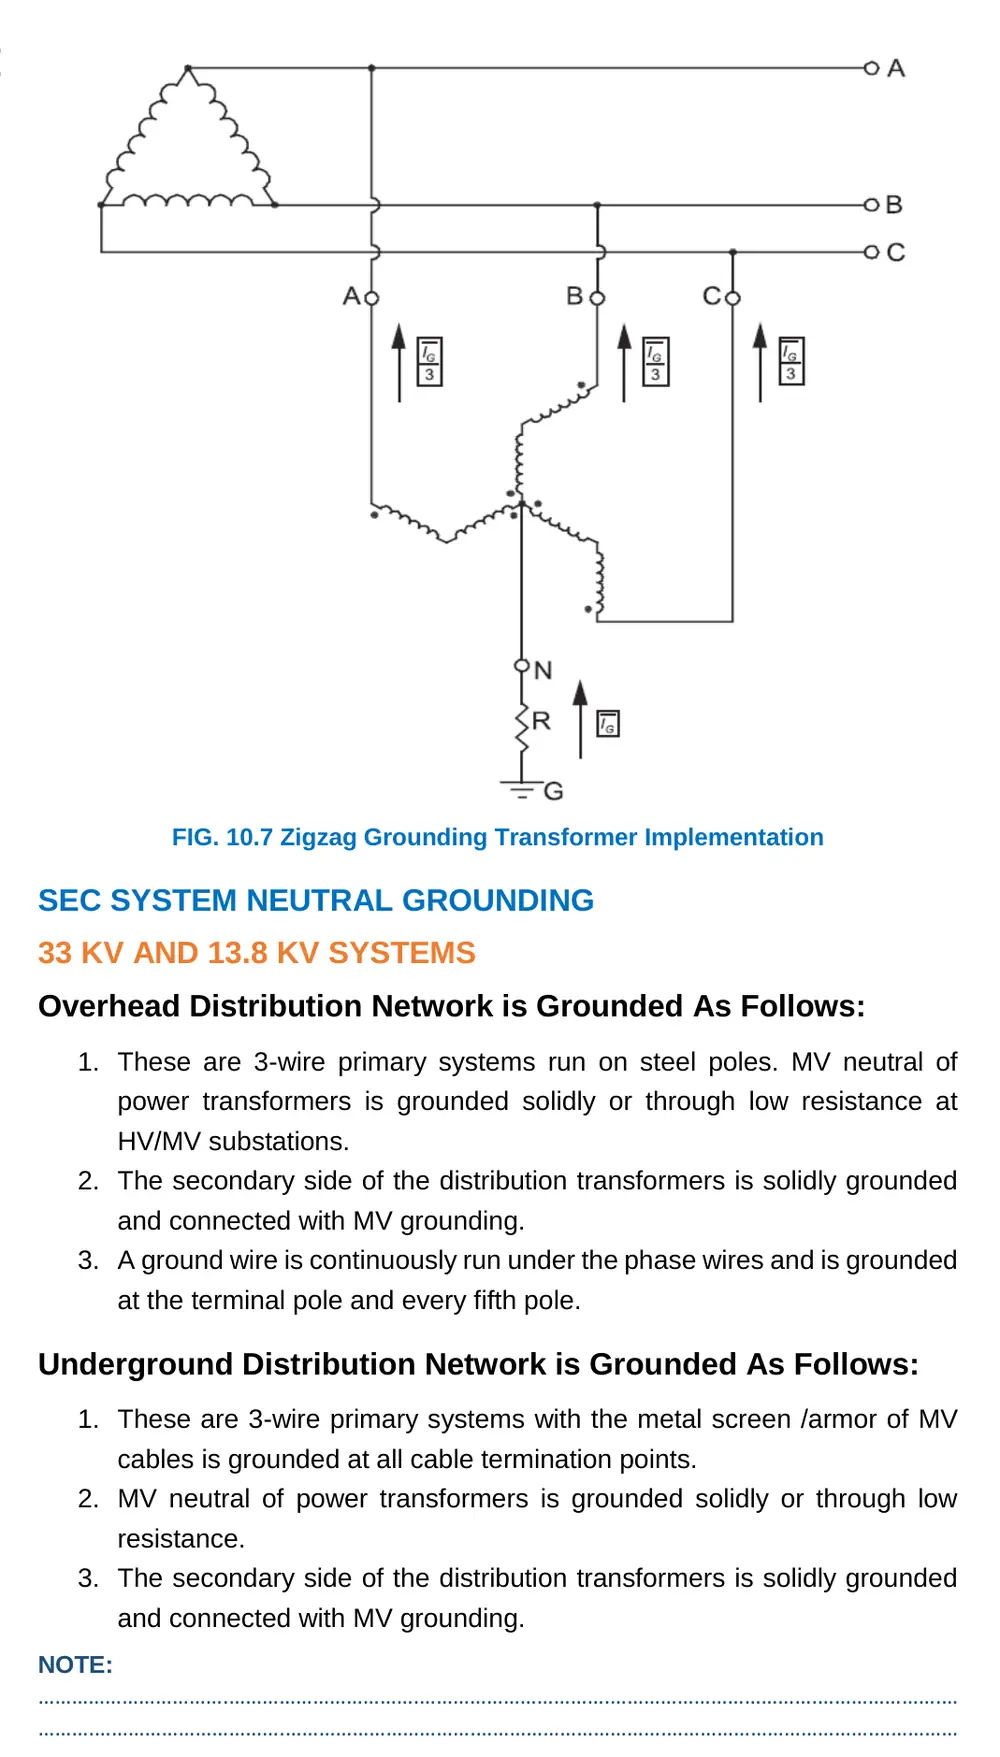 A
B
C
A
B
C
IG
3
IG
3
IG
3
N
R
IG
G
FIG. 10.7 Zigzag Grounding Transformer Implementation
SEC SYSTEM NEUTRAL GROUNDING
33 KV AND 13.8 KV SYSTEMS
Overhead Distribution Network is Grounded As Follows:
1. These are 3-wire primary systems run on steel poles. MV neutral of
power transformers is grounded solidly or through low resistance at
HV/MV substations.
2. The secondary side of the distribution transformers is solidly grounded
and connected with MV grounding.
3. A ground wire is continuously run under the phase wires and is grounded
at the terminal pole and every fifth pole.
Underground Distribution Network is Grounded As Follows:
1. These are 3-wire primary systems with the metal screen /armor of MV
cables is grounded at all cable termination points.
2. MV neutral of power transformers is grounded solidly or through low
resistance.
3. The secondary side of the distribution transformers is solidly grounded
and connected with MV grounding.
NOTE: